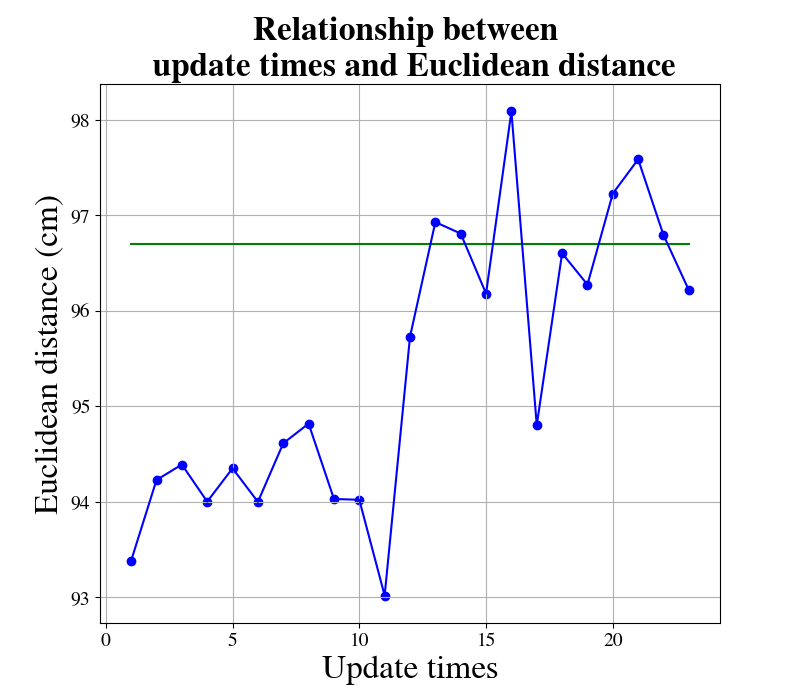 Relationship between
update times and Euclidean distance
Euclidean distance (cm)
98
97
96
95
94
93
0 5 10 15 20
Update times